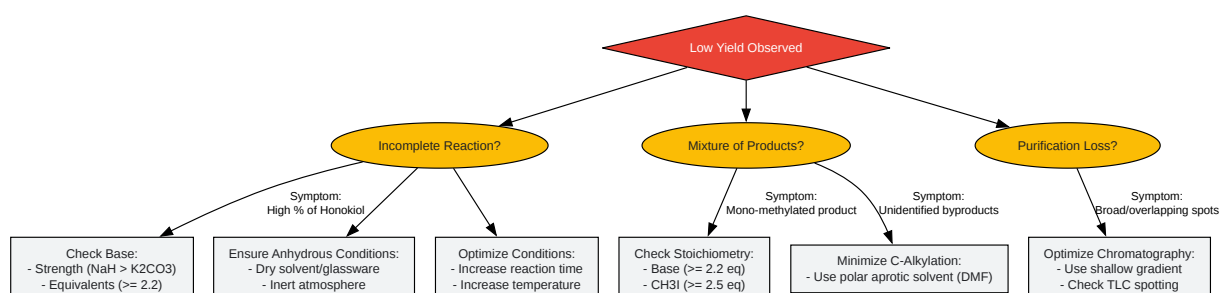 Low Yield Observed
Incomplete Reaction?
Mixture of Products?
Purification Loss?
Symptom:
High % of Honokiol
Symptom:
Mono-methylated product
Symptom:
Unidentified byproducts
Symptom:
Broad/overlapping spots
Check Base:
- Strength (NaH > K2CO3)
- Equivalents (>= 2.2)
Ensure Anhydrous Conditions:
- Dry solvent/glassware
- Inert atmosphere
Optimize Conditions:
- Increase reaction time
- Increase temperature
Check Stoichiometry:
- Base (>= 2.2 eq)
- CH3I (>= 2.5 eq)
Minimize C-Alkylation:
- Use polar aprotic solvent (DMF)
Optimize Chromatography:
- Use shallow gradient
- Check TLC spotting